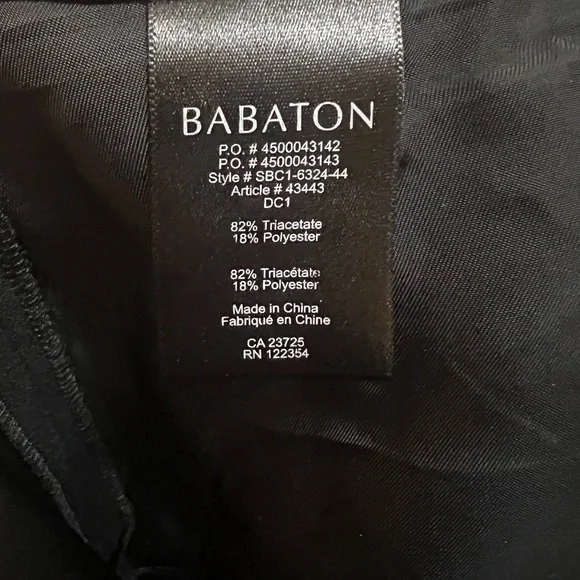 BABATON
P.O. # 4500043142
P.O. # 4500043143
Style # SBC1-6324-44
Article # 43443
DC1
82% Triacetate
18% Polyester
82% Triacétate
18% Polyester
Made in China
Fabriqué en Chine
CA 23725
RN 122354